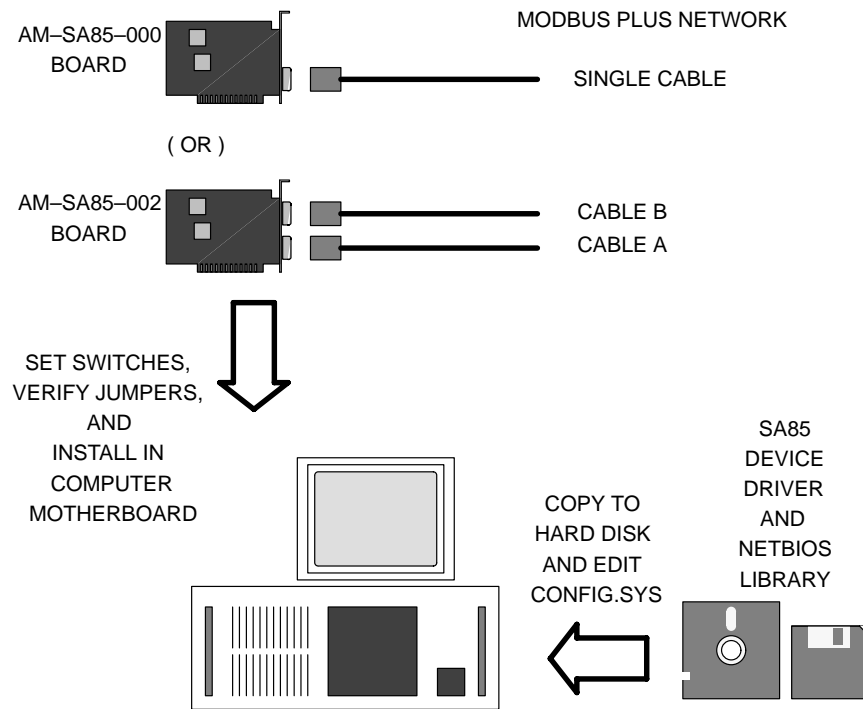 AM–SA85–000
BOARD
MODBUS PLUS NETWORK
SINGLE CABLE
( OR )
AM–SA85–002
BOARD
CABLE B
CABLE A
SET SWITCHES,
VERIFY JUMPERS,
AND
INSTALL IN
COMPUTER
MOTHERBOARD
COPY TO
HARD DISK
AND EDIT
CONFIG.SYS
SA85
DEVICE
DRIVER
AND
NETBIOS
LIBRARY